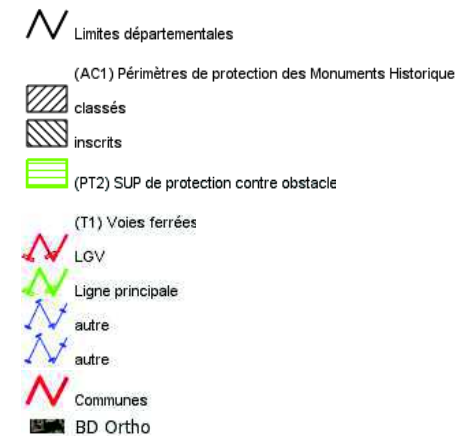 Limites départementales
(AC1) Périmètres de protection des Monuments Historique
classés
inscrits
(PT2) SUP de protection contre obstacle
(T1) Voies ferrées
LGV
Ligne principale
autre
autre
Communes
BD Ortho